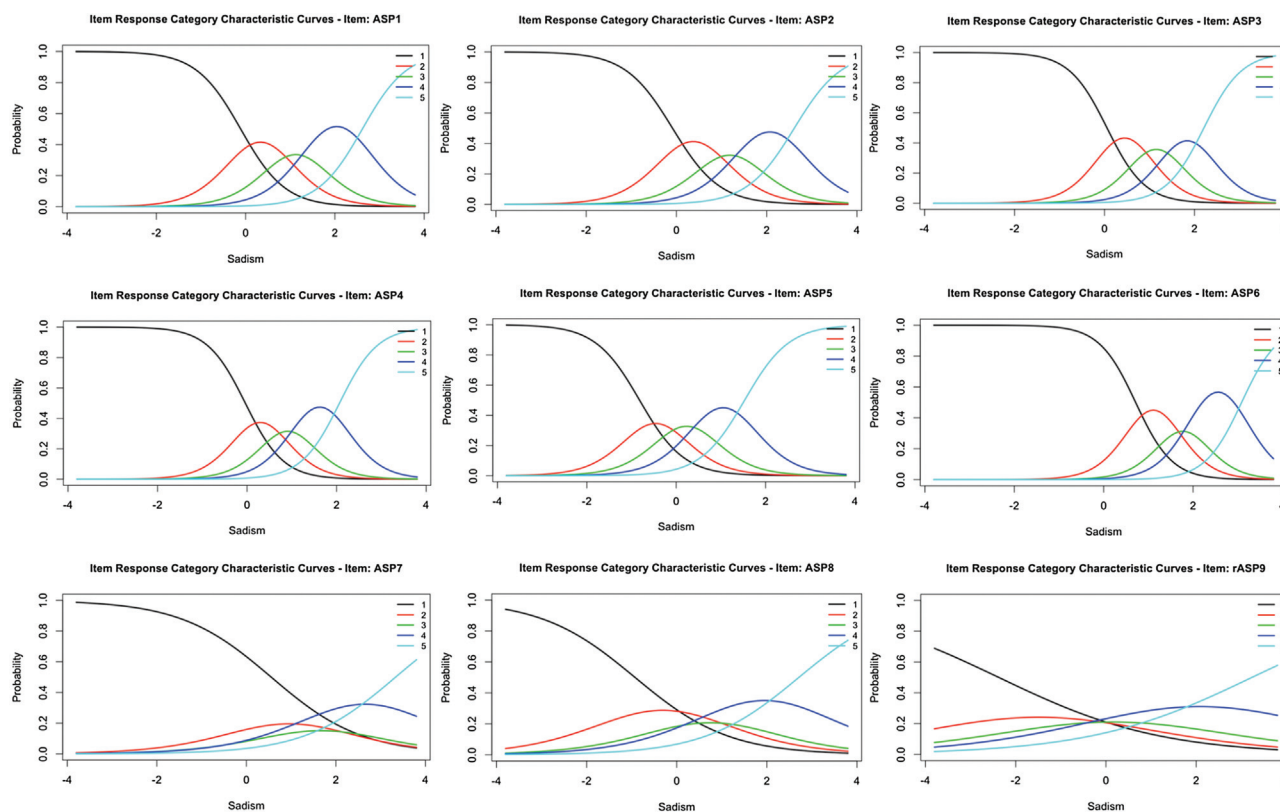 Item Response Category Characteristic Curves - Item: ASP1
Probability
1.0
0.8
0.6
0.4
0.2
0.0
1
2
3
4
5
-4 -2 0 2 4
Sadism
Item Response Category Characteristic Curves - Item: ASP2
Probability
1.0
0.8
0.6
0.4
0.2
0.0
1
2
3
4
5
-4 -2 0 2 4
Sadism
Item Response Category Characteristic Curves - Item: ASP3
Probability
1.0
0.8
0.6
0.4
0.2
0.0
-4 -2 0 2 4
Sadism
Item Response Category Characteristic Curves - Item: ASP4
Probability
1.0
0.8
0.6
0.4
0.2
0.0
1
2
3
4
5
-4 -2 0 2 4
Sadism
Item Response Category Characteristic Curves - Item: ASP5
Probability
1.0
0.8
0.6
0.4
0.2
0.0
1
2
3
4
5
-4 -2 0 2 4
Sadism
Item Response Category Characteristic Curves - Item: ASP6
Probability
1.0
0.8
0.6
0.4
0.2
0.0
1
2
3
4
5
-4 -2 0 2 4
Sadism
Item Response Category Characteristic Curves - Item: ASP7
Probability
1.0
0.8
0.6
0.4
0.2
0.0
1
2
3
4
5
-4 -2 0 2 4
Sadism
Item Response Category Characteristic Curves - Item: ASP8
Probability
1.0
0.8
0.6
0.4
0.2
0.0
1
2
3
4
5
-4 -2 0 2 4
Sadism
Item Response Category Characteristic Curves - Item: rASP9
Probability
1.0
0.8
0.6
0.4
0.2
0.0
-4 -2 0 2
Sadism